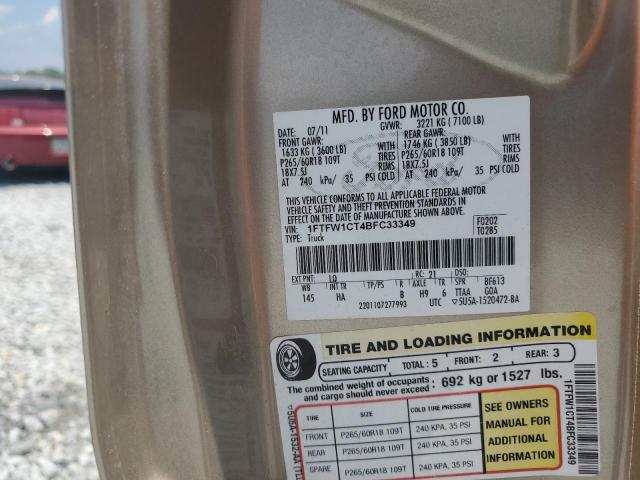 MFD. BY FORD MOTOR CO.
DATE: 07/11 GVWR: 3221 KG ( 7100 LB)
FRONT GAWR: REAR GAWR:
1633 KG ( 3600 LB) WITH 1746 KG ( 3850 LB) WITH
P265/60R18 109T TIRES P265/60R18 109T TIRES
18X7.5J RIMS 18X7.5J RIMS
AT 240 kPa/ 35 PSI COLD AT 240 kPa/ 35 PSI COLD
THIS VEHICLE CONFORMS TO ALL APPLICABLE FEDERAL MOTOR
VEHICLE SAFETY AND THEFT PREVENTION STANDARDS IN
EFFECT ON THE DATE OF MANUFACTURE SHOWN ABOVE.
VIN: 1FTFW1CT4BFC33349 F0202
TYPE: Truck T0285
EXT PNT: LQ RC: 21 DSO:
WB INT TR TP/PS R AXLE TR SPR BF613
145 HA B H9 6 TTAA GOA
2201107277993 UTC 5U5A-1520472-BA
TIRE AND LOADING INFORMATION
SEATING CAPACITY TOTAL : 5 FRONT: 2 REAR: 3
The combined weight of occupants
and cargo should never exceed : 692 kg or 1527 lbs.
TIRE SIZE COLD TIRE PRESSURE
FRONT P265/60R18 109T 240 KPA, 35 PSI
REAR P265/60R18 109T 240 KPA, 35 PSI
SPARE P265/60R18 109T 240 KPA, 35 PSI
SEE OWNERS
MANUAL FOR
ADDITIONAL
INFORMATION
1FTFW1CT4BFC33349